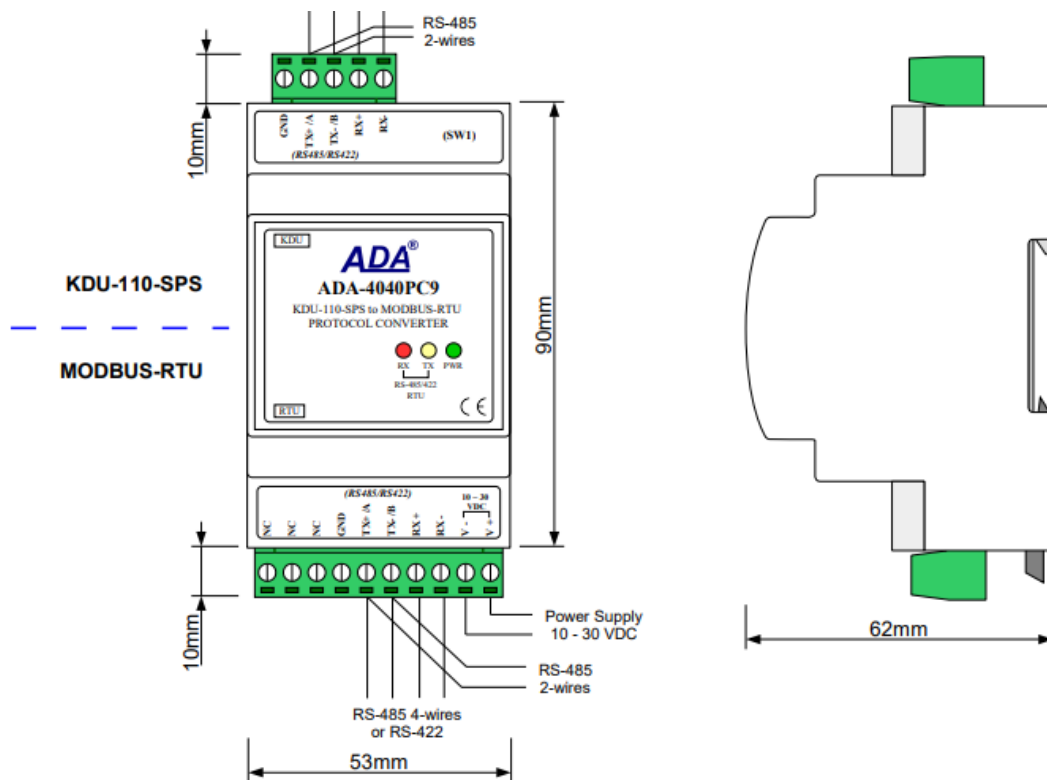 RS-485
2-wires
10mm
GND
TX+ /A
TX- /B
RX+
RX-
(SW1)
(RS485/RS422)
KDU
ADA®
ADA-4040PC9
KDU-110-SPS to MODBUS-RTU
PROTOCOL CONVERTER
KDU-110-SPS
MODBUS-RTU
90mm
RX TX PWR
RS-485/422
RTU
RTU
CE
(RS485/RS422)
10 – 30
VDC
NC
NC
NC
GND
TX+ /A
TX- /B
RX +
RX -
V -
V +
10mm
Power Supply
10 - 30 VDC
RS-485
2-wires
RS-485 4-wires
or RS-422
53mm
62mm